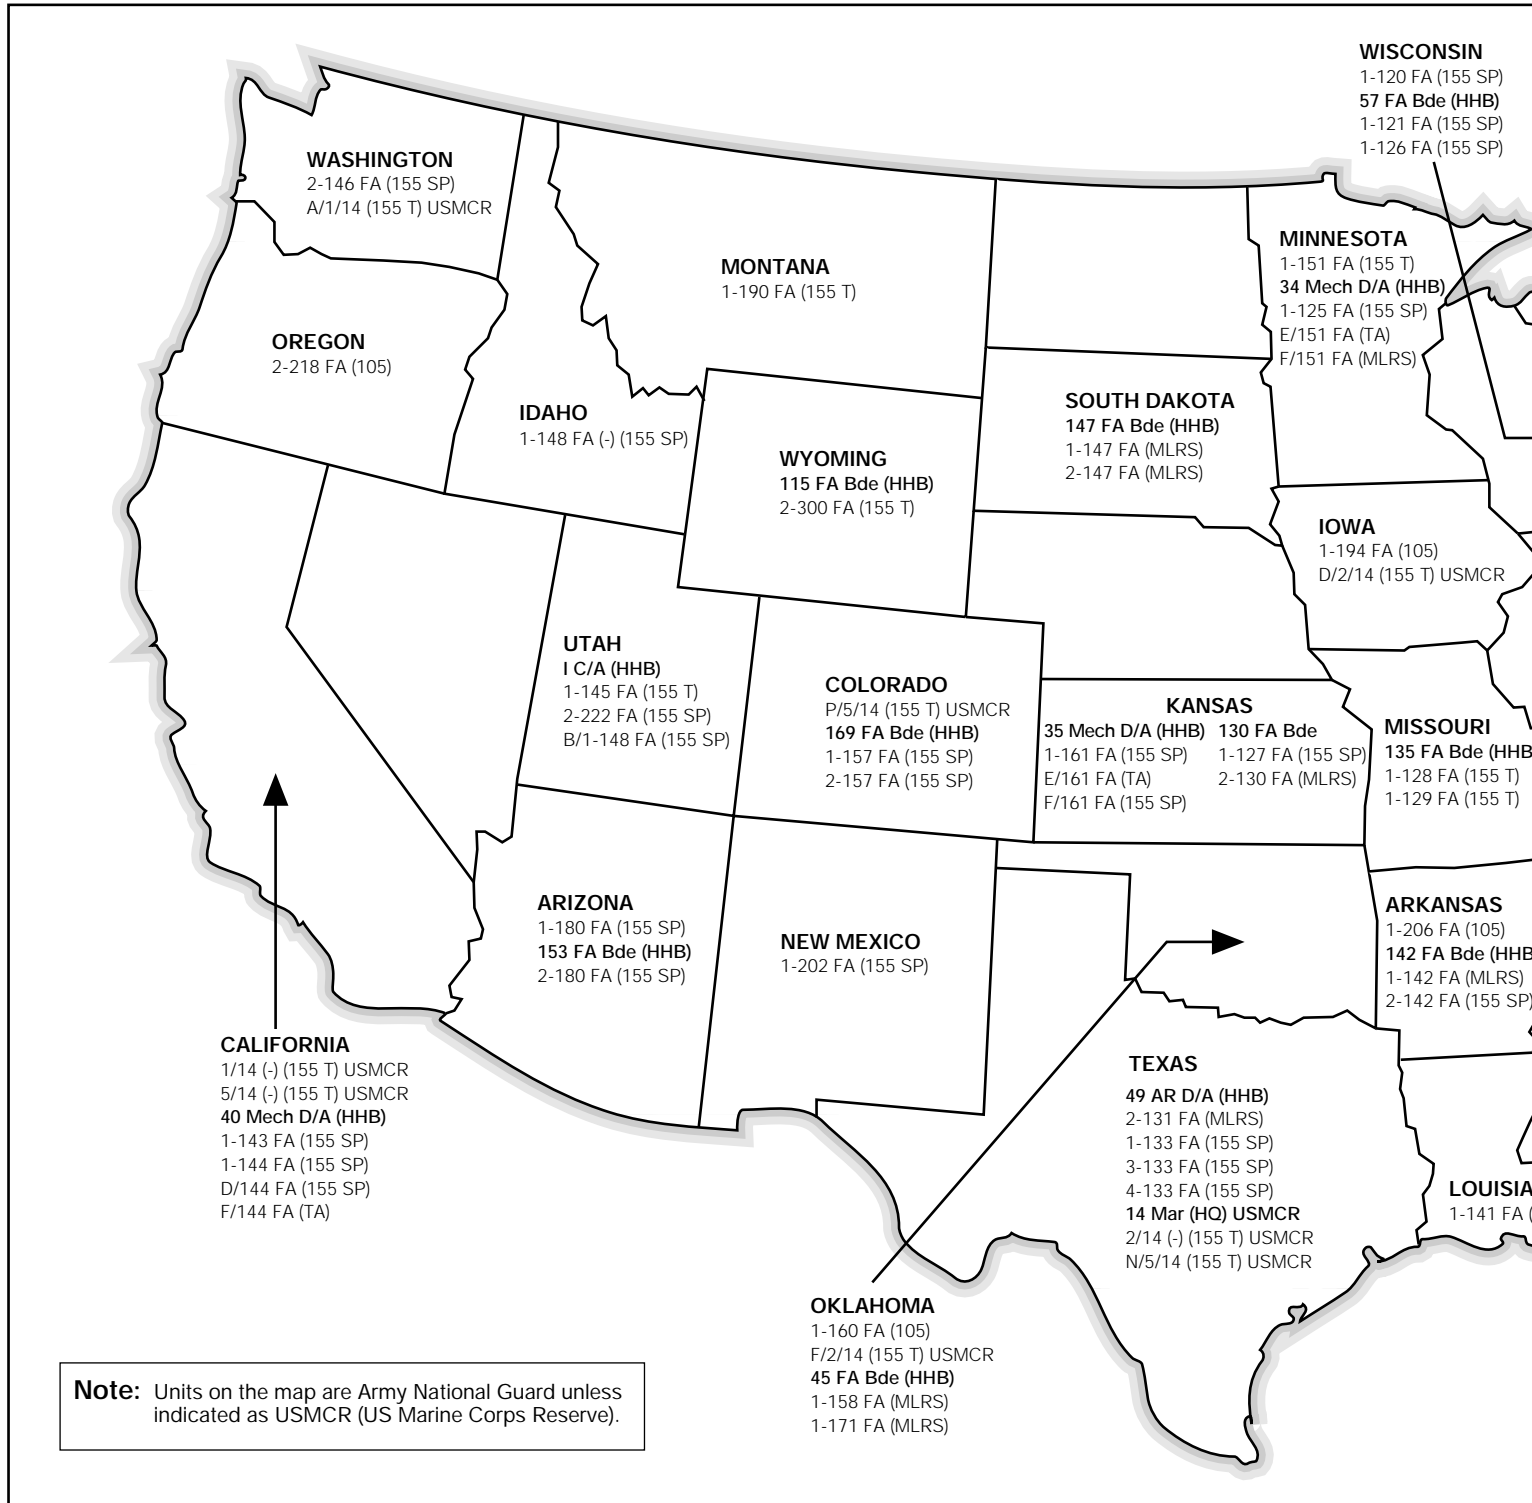 WISCONSIN
1-120 FA (155 SP)
57 FA Bde (HHB)
1-121 FA (155 SP)
1-126 FA (155 SP)
WASHINGTON
2-146 FA (155 SP)
A/1/14 (155 T) USMCR
MONTANA
1-190 FA (155 T)
MINNESOTA
1-151 FA (155 T)
34 Mech D/A (HHB)
1-125 FA (155 SP)
E/151 FA (TA)
F/151 FA (MLRS)
OREGON
2-218 FA (105)
IDAHO
1-148 FA (-) (155 SP)
WYOMING
115 FA Bde (HHB)
2-300 FA (155 T)
SOUTH DAKOTA
147 FA Bde (HHB)
1-147 FA (MLRS)
2-147 FA (MLRS)
IOWA
1-194 FA (105)
D/2/14 (155 T) USMCR
UTAH
I C/A (HHB)
1-145 FA (155 T)
2-222 FA (155 SP)
B/1-148 FA (155 SP)
COLORADO
P/5/14 (155 T) USMCR
169 FA Bde (HHB)
1-157 FA (155 SP)
2-157 FA (155 SP)
KANSAS
35 Mech D/A (HHB)
1-161 FA (155 SP)
E/161 FA (TA)
F/161 FA (155 SP)
130 FA Bde
1-127 FA (155 SP)
2-130 FA (MLRS)
MISSOURI
135 FA Bde (HHB
1-128 FA (155 T)
1-129 FA (155 T)
ARIZONA
1-180 FA (155 SP)
153 FA Bde (HHB)
2-180 FA (155 SP)
NEW MEXICO
1-202 FA (155 SP)
ARKANSAS
1-206 FA (105)
142 FA Bde (HHB
1-142 FA (MLRS)
2-142 FA (155 SP)
CALIFORNIA
1/14 (-) (155 T) USMCR
5/14 (-) (155 T) USMCR
40 Mech D/A (HHB)
1-143 FA (155 SP)
1-144 FA (155 SP)
D/144 FA (155 SP)
F/144 FA (TA)
TEXAS
49 AR D/A (HHB)
2-131 FA (MLRS)
1-133 FA (155 SP)
3-133 FA (155 SP)
4-133 FA (155 SP)
14 Mar (HQ) USMCR
2/14 (-) (155 T) USMCR
N/5/14 (155 T) USMCR
LOUISIA
1-141 FA (
OKLAHOMA
1-160 FA (105)
F/2/14 (155 T) USMCR
45 FA Bde (HHB)
1-158 FA (MLRS)
1-171 FA (MLRS)
Note: Units on the map are Army National Guard unless
indicated as USMCR (US Marine Corps Reserve).